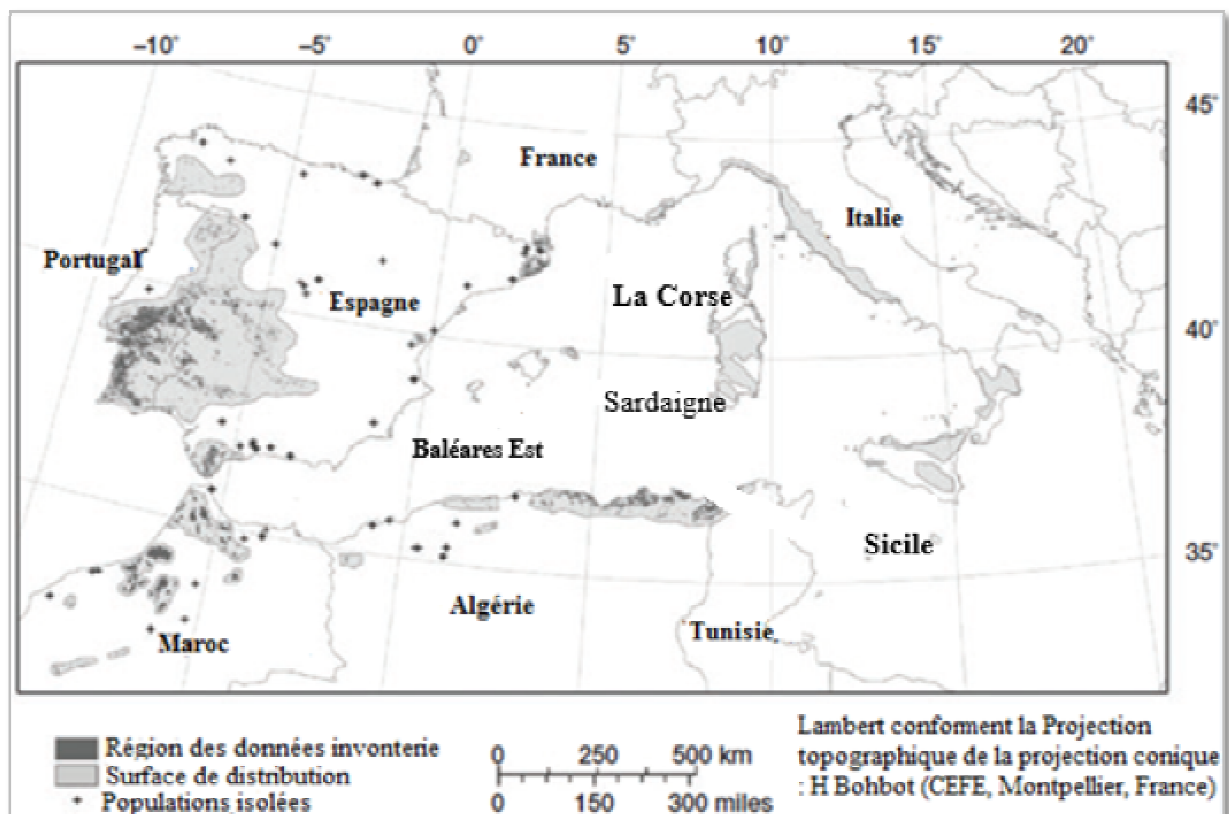 −10° −5° 0° 5° 10° 15° 20°
45°
France
Italie
Portugal
La Corse
Espagne
40°
Sardaigne
Baléares Est
Sicile
35°
Algérie
Tunisie
Maroc
Région des données invonterie
Surface de distribution
Populations isolées
0 250 500 km
0 150 300 miles
Lambert conforment la Projection
topographique de la projection conique
: H Bohbot (CEFE, Montpellier, France)